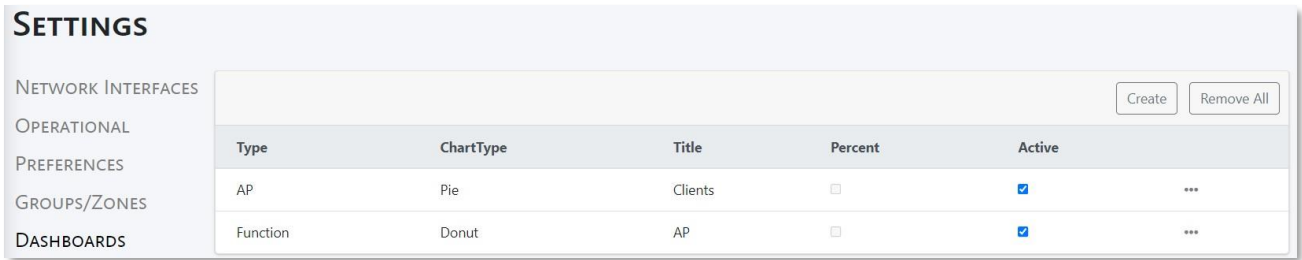 SETTINGS
NETWORK INTERFACES
OPERATIONAL
PREFERENCES
GROUPS/ZONES
DASHBOARDS
Create Remove All
Type ChartType Title Percent Active
AP Pie Clients •••
Function Donut AP •••